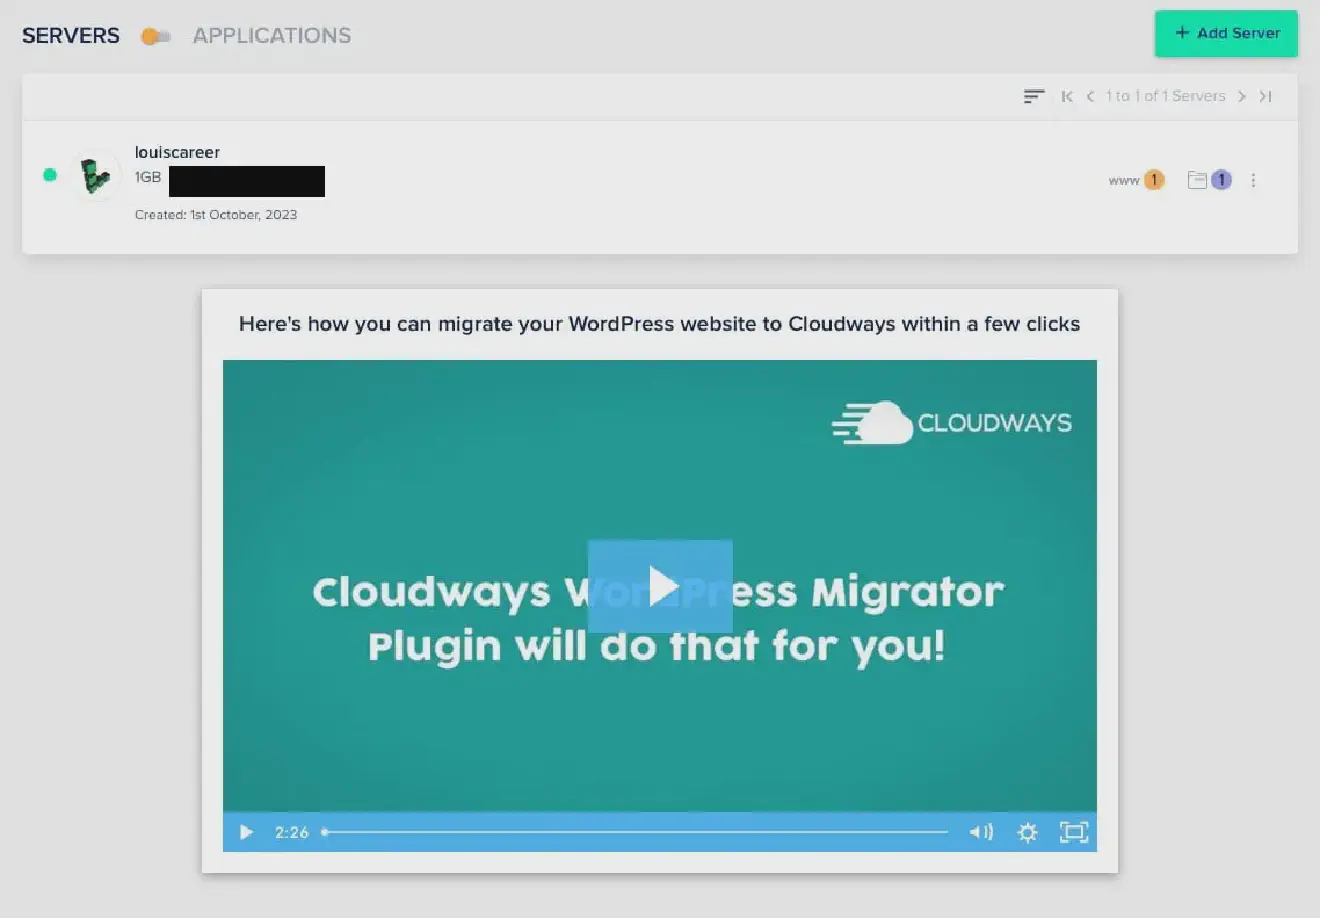 SERVERS APPLICATIONS
+ Add Server
1 to 1 of 1 Servers
louiscareer
1GB
www 1 1
Created: 1st October, 2023
Here's how you can migrate your WordPress website to Cloudways within a few clicks
CLOUDWAYS
Cloudways WordPress Migrator
Plugin will do that for you!
2:26